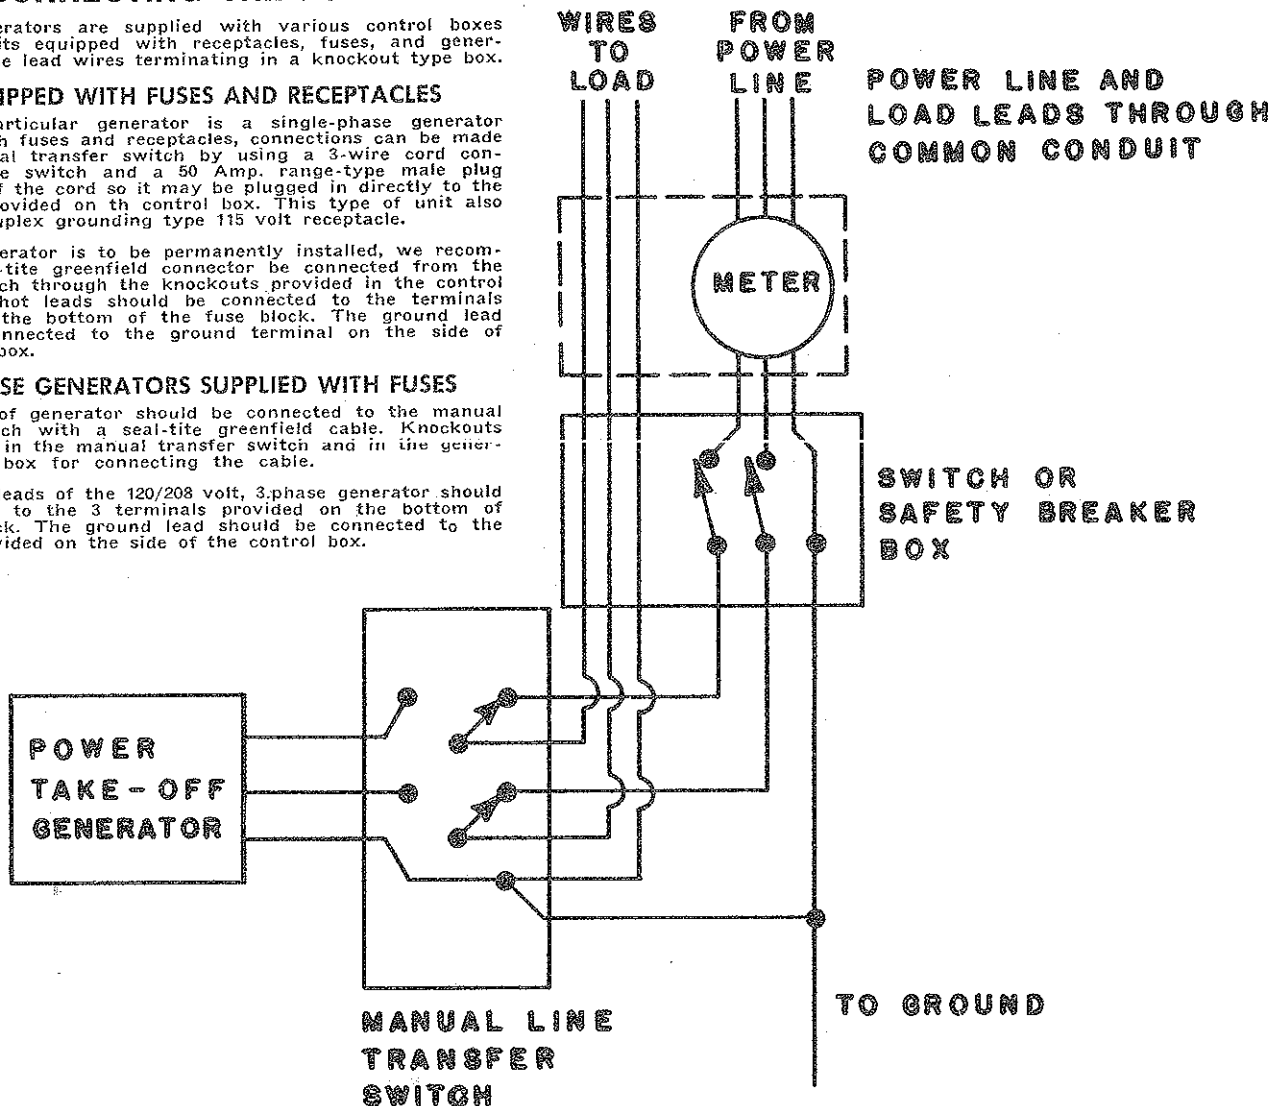 erators are supplied with various control boxes
its equipped with receptacles, fuses, and gener-
e lead wires terminating in a knockout type box.
IPPED WITH FUSES AND RECEPTACLES
articular generator is a single-phase generator
h fuses and receptacles, connections can be made
al transfer switch by using a 3-wire cord con-
e switch and a 50 Amp. range-type male plug
f the cord so it may be plugged in directly to the
ovided on th control box. This type of unit also
uplex grounding type 115 volt receptacle.
erator is to be permanently installed, we recom-
-tite greenfield connector be connected from the
ch through the knockouts provided in the control
hot leads should be connected to the terminals
the bottom of the fuse block. The ground lead
nnected to the ground terminal on the side of
box.
SE GENERATORS SUPPLIED WITH FUSES
of generator should be connected to the manual
ch with a seal-tite greenfield cable. Knockouts
in the manual transfer switch and in the gener-
box for connecting the cable.
eads of the 120/208 volt, 3.phase generator should
to the 3 terminals provided on the bottom of
ck. The ground lead should be connected to the
vided on the side of the control box.
WIRES
TO
LOAD
FROM
POWER
LINE
POWER LINE AND
LOAD LEADS THROUGH
COMMON CONDUIT
METER
SWITCH OR
SAFETY BREAKER
BOX
POWER
TAKE-OFF
GENERATOR
TO GROUND
MANUAL LINE
TRANSFER
SWITCH